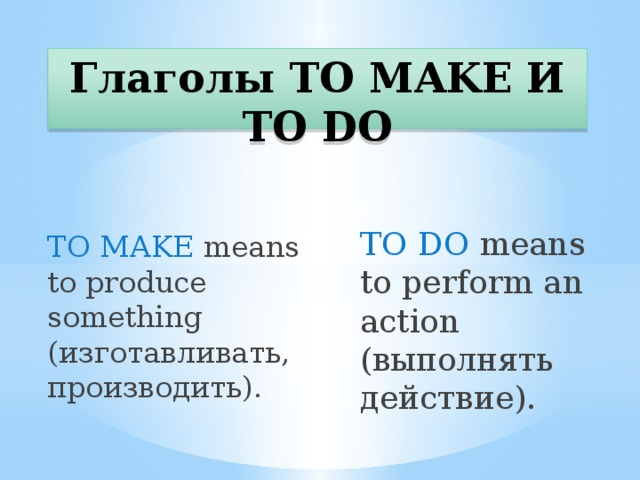 Глаголы TO MAKE И
TO DO
TO MAKE means
to produce
something
(изготавливать,
производить).
TO DO means
to perform an
action
(выполнять
действие).